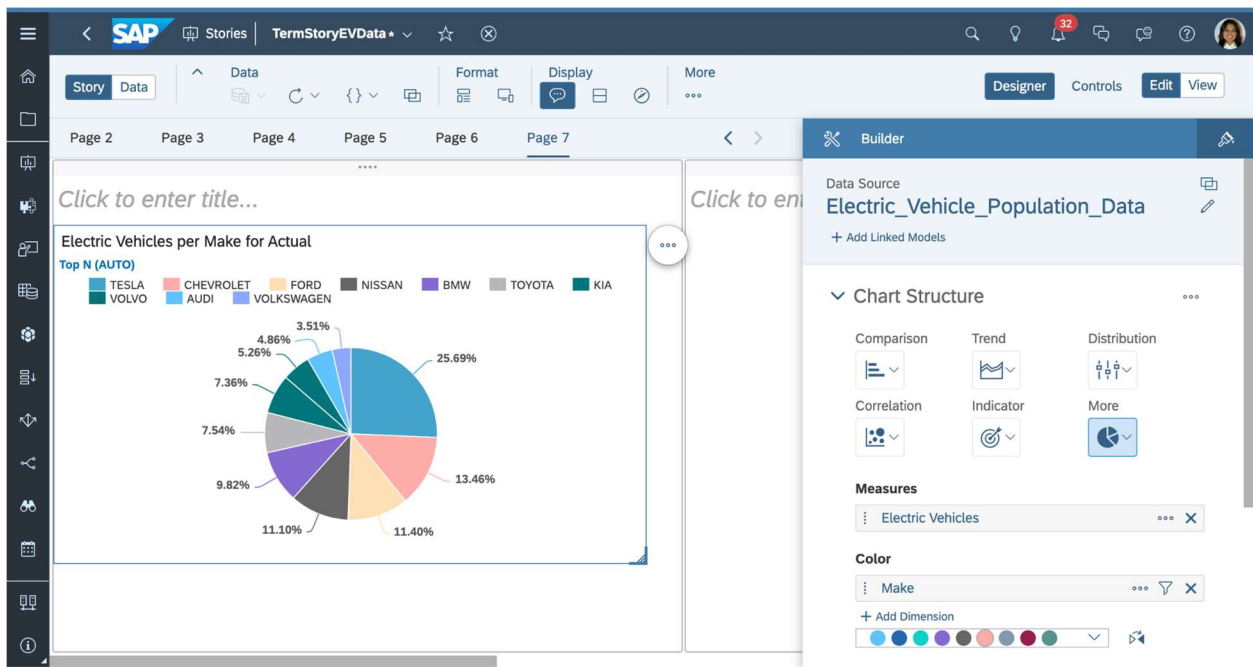 SAP Stories TermStoryEVData* 32
Story Data
Data
Format
Display
More
Designer Controls Edit View
Page 2 Page 3 Page 4 Page 5 Page 6 Page 7
Click to enter title...
Click to en
Electric Vehicles per Make for Actual
Top N (AUTO)
TESLA CHEVROLET FORD NISSAN BMW TOYOTA KIA
VOLVO AUDI VOLKSWAGEN
3.51%
4.86%
5.26%
25.69%
7.36%
7.54%
13.46%
9.82%
11.10%
11.40%
Builder
Data Source
Electric_Vehicle_Population_Data
+ Add Linked Models
Chart Structure
Comparison Trend Distribution
Correlation Indicator More
Measures
Electric Vehicles
Color
Make
+ Add Dimension